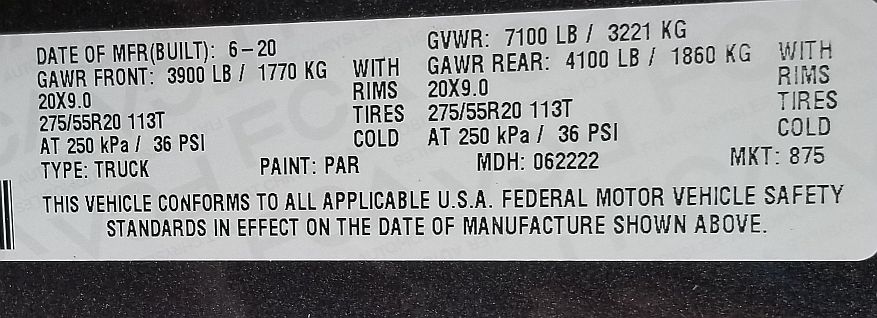 DATE OF MFR(BUILT): 6-20 GVWR: 7100 LB / 3221 KG
GAWR FRONT: 3900 LB / 1770 KG WITH GAWR REAR: 4100 LB / 1860 KG WITH
20X9.0 RIMS 20X9.0 RIMS
275/55R20 113T TIRES 275/55R20 113T TIRES
AT 250 kPa / 36 PSI COLD AT 250 kPa / 36 PSI COLD
TYPE: TRUCK PAINT: PAR MDH: 062222 MKT: 875
THIS VEHICLE CONFORMS TO ALL APPLICABLE U.S.A. FEDERAL MOTOR VEHICLE SAFETY
STANDARDS IN EFFECT ON THE DATE OF MANUFACTURE SHOWN ABOVE.